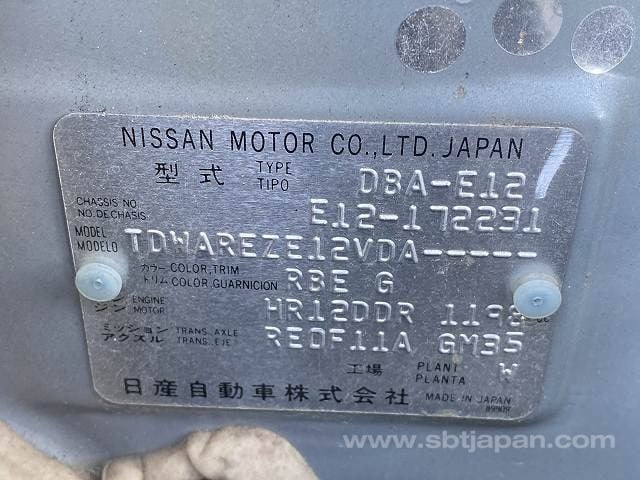 NISSAN MOTOR CO.,LTD. JAPAN
型式 TYPE TIPO DBA-E12
CHASSIS NO. NO.DECHASIS E12-172231
MODEL MODELO TDWAREZE12VDA-----
カラー COLOR,TRIM トリム COLOR,GUARNICION RBE G
エンジン ENGINE MOTOR HR12DDR 1198 cc
ミッション TRANS. アクスル TRANS. AXLE EJE RE0F11A GM35
工場 PLANT PLANTA W
日産自動車株式会社 MADE IN JAPAN
www.sbtjapan.com